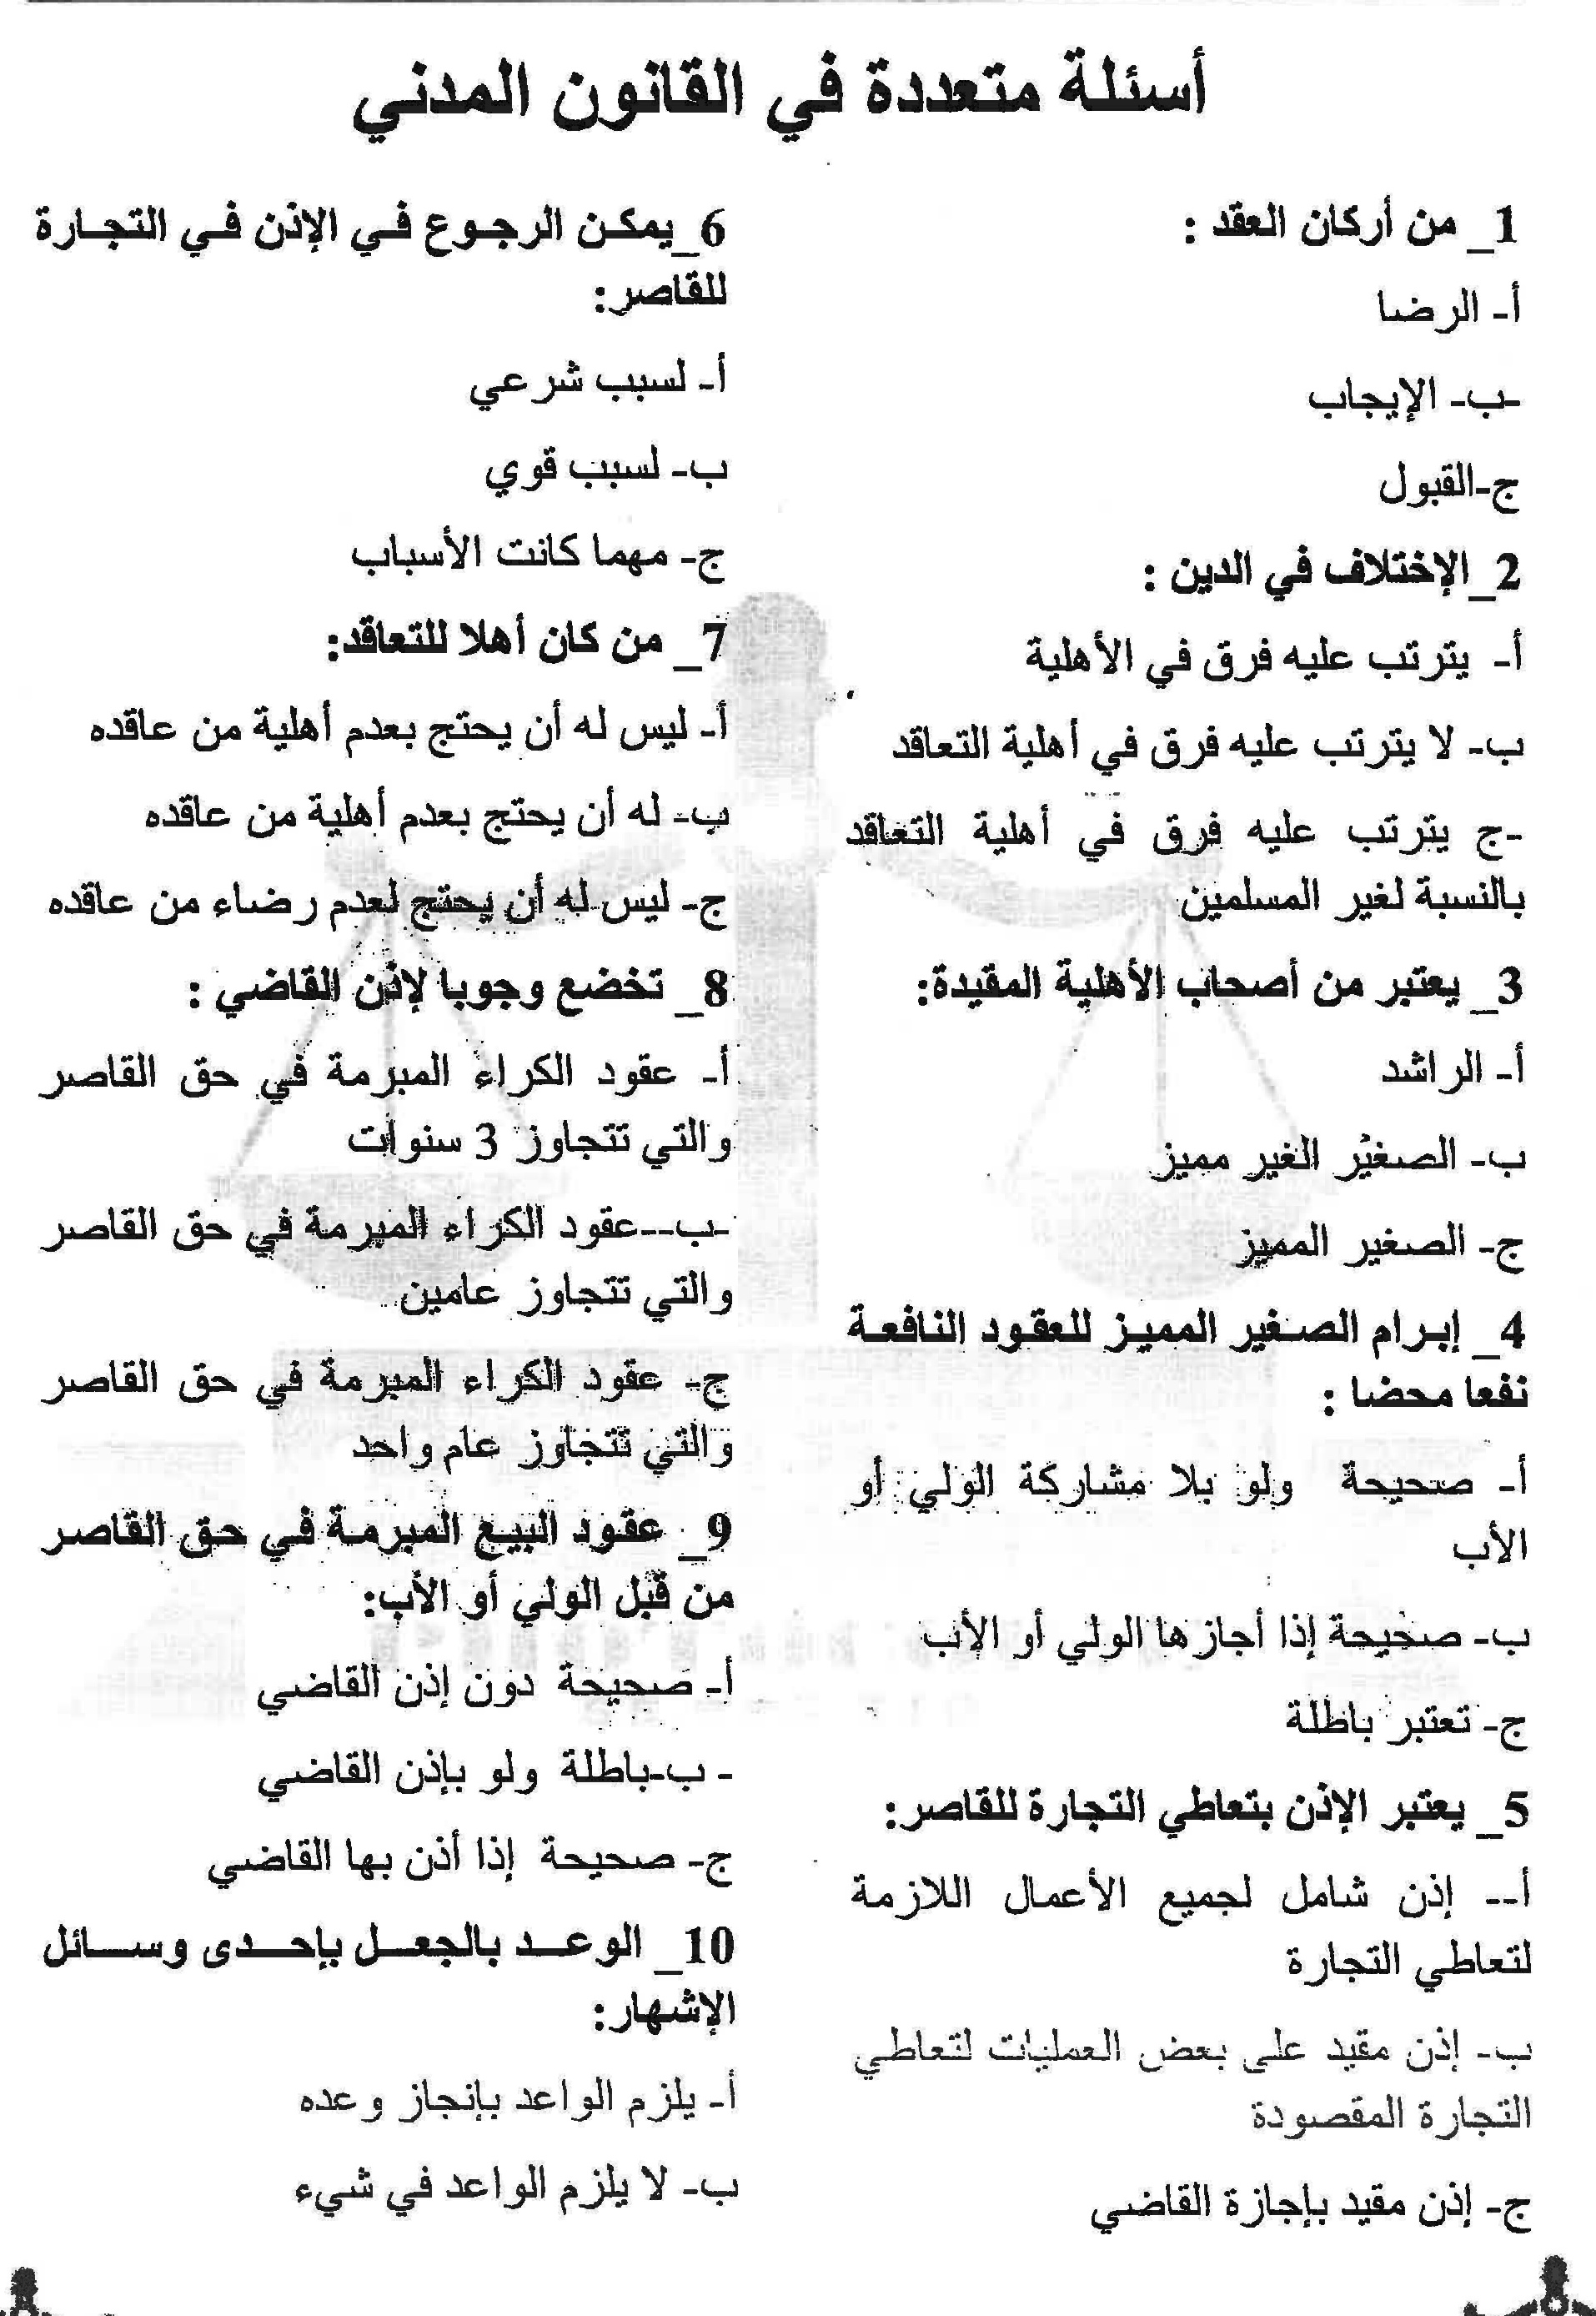 أسئلة متعددة في القانون المدني
1_ من أركان العقد :
أ- الرضا
-ب- الإيجاب
ج-القبول
2_ الإختلاف في الدين :
أ- يترتب عليه فرق في الأهلية
ب- لا يترتب عليه فرق في أهلية التعاقد
-ج يترتب عليه فرق في أهلية التعاقد
بالنسبة لغير المسلمين
3_ يعتبر من أصحاب الأهلية المقيدة:
أ- الراشد
ب- الصغير الغير مميز
ج- الصغير المميز
4_ إبرام الصغير المميز للعقود النافعة
نفعا محضا :
أ- صحيحة ولو بلا مشاركة الولي أو
الأب
ب- صحيحة إذا أجازها الولي أو الأب
ج- تعتبر باطلة
5_ يعتبر الإذن بتعاطي التجارة للقاصر:
أ-- إذن شامل لجميع الأعمال اللازمة
لتعاطي التجارة
ب- إذن مقيد على بعض العمليات لتعاطي
التجارة المقصودة
ج- إذن مقيد بإجازة القاضي
6_يمكن الرجوع في الإذن في التجارة
للقاصر:
أ- لسبب شرعي
ب- لسبب قوي
ج- مهما كانت الأسباب
7_ من كان أهلا للتعاقد:
أ- ليس له أن يحتج بعدم أهلية من عاقده
ب- له أن يحتج بعدم أهلية من عاقده
ج- ليس له أن يحتج لعدم رضاء من عاقده
8_ تخضع وجوبا لإذن القاضي :
أ- عقود الكراء المبرمة في حق القاصر
والتي تتجاوز 3 سنوات
-ب--عقود الكراء المبرمة في حق القاصر
والتي تتجاوز عامين
ج- عقود الكراء المبرمة في حق القاصر
والتي تتجاوز عام واحد
9_ عقود البيع المبرمة في حق القاصر
من قبل الولي أو الأب:
أ- صحيحة دون إذن القاضي
- ب-باطلة ولو بإذن القاضي
ج- صحيحة إذا أذن بها القاضي
10_ الوعد بالجعل بإحدى وسائل
الإشهار:
أ- يلزم الواعد بإنجاز وعده
ب- لا يلزم الواعد في شيء